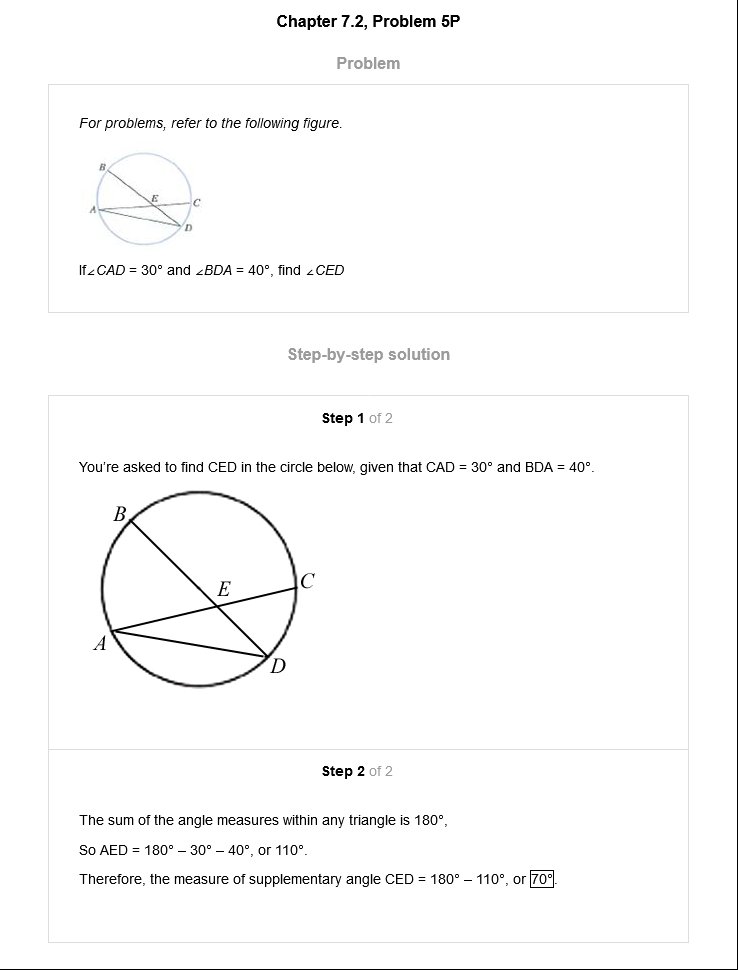 Chapter 7.2, Problem 5P
Problem
For problems, refer to the following figure.
B
E
C
A
D
If∠CAD = 30° and ∠BDA = 40°, find ∠CED
Step-by-step solution
Step 1 of 2
You're asked to find CED in the circle below, given that CAD = 30° and BDA = 40°.
B
E
C
A
D
Step 2 of 2
The sum of the angle measures within any triangle is 180°,
So AED = 180° – 30° – 40°, or 110°.
Therefore, the measure of supplementary angle CED = 180° – 110°, or 70°.